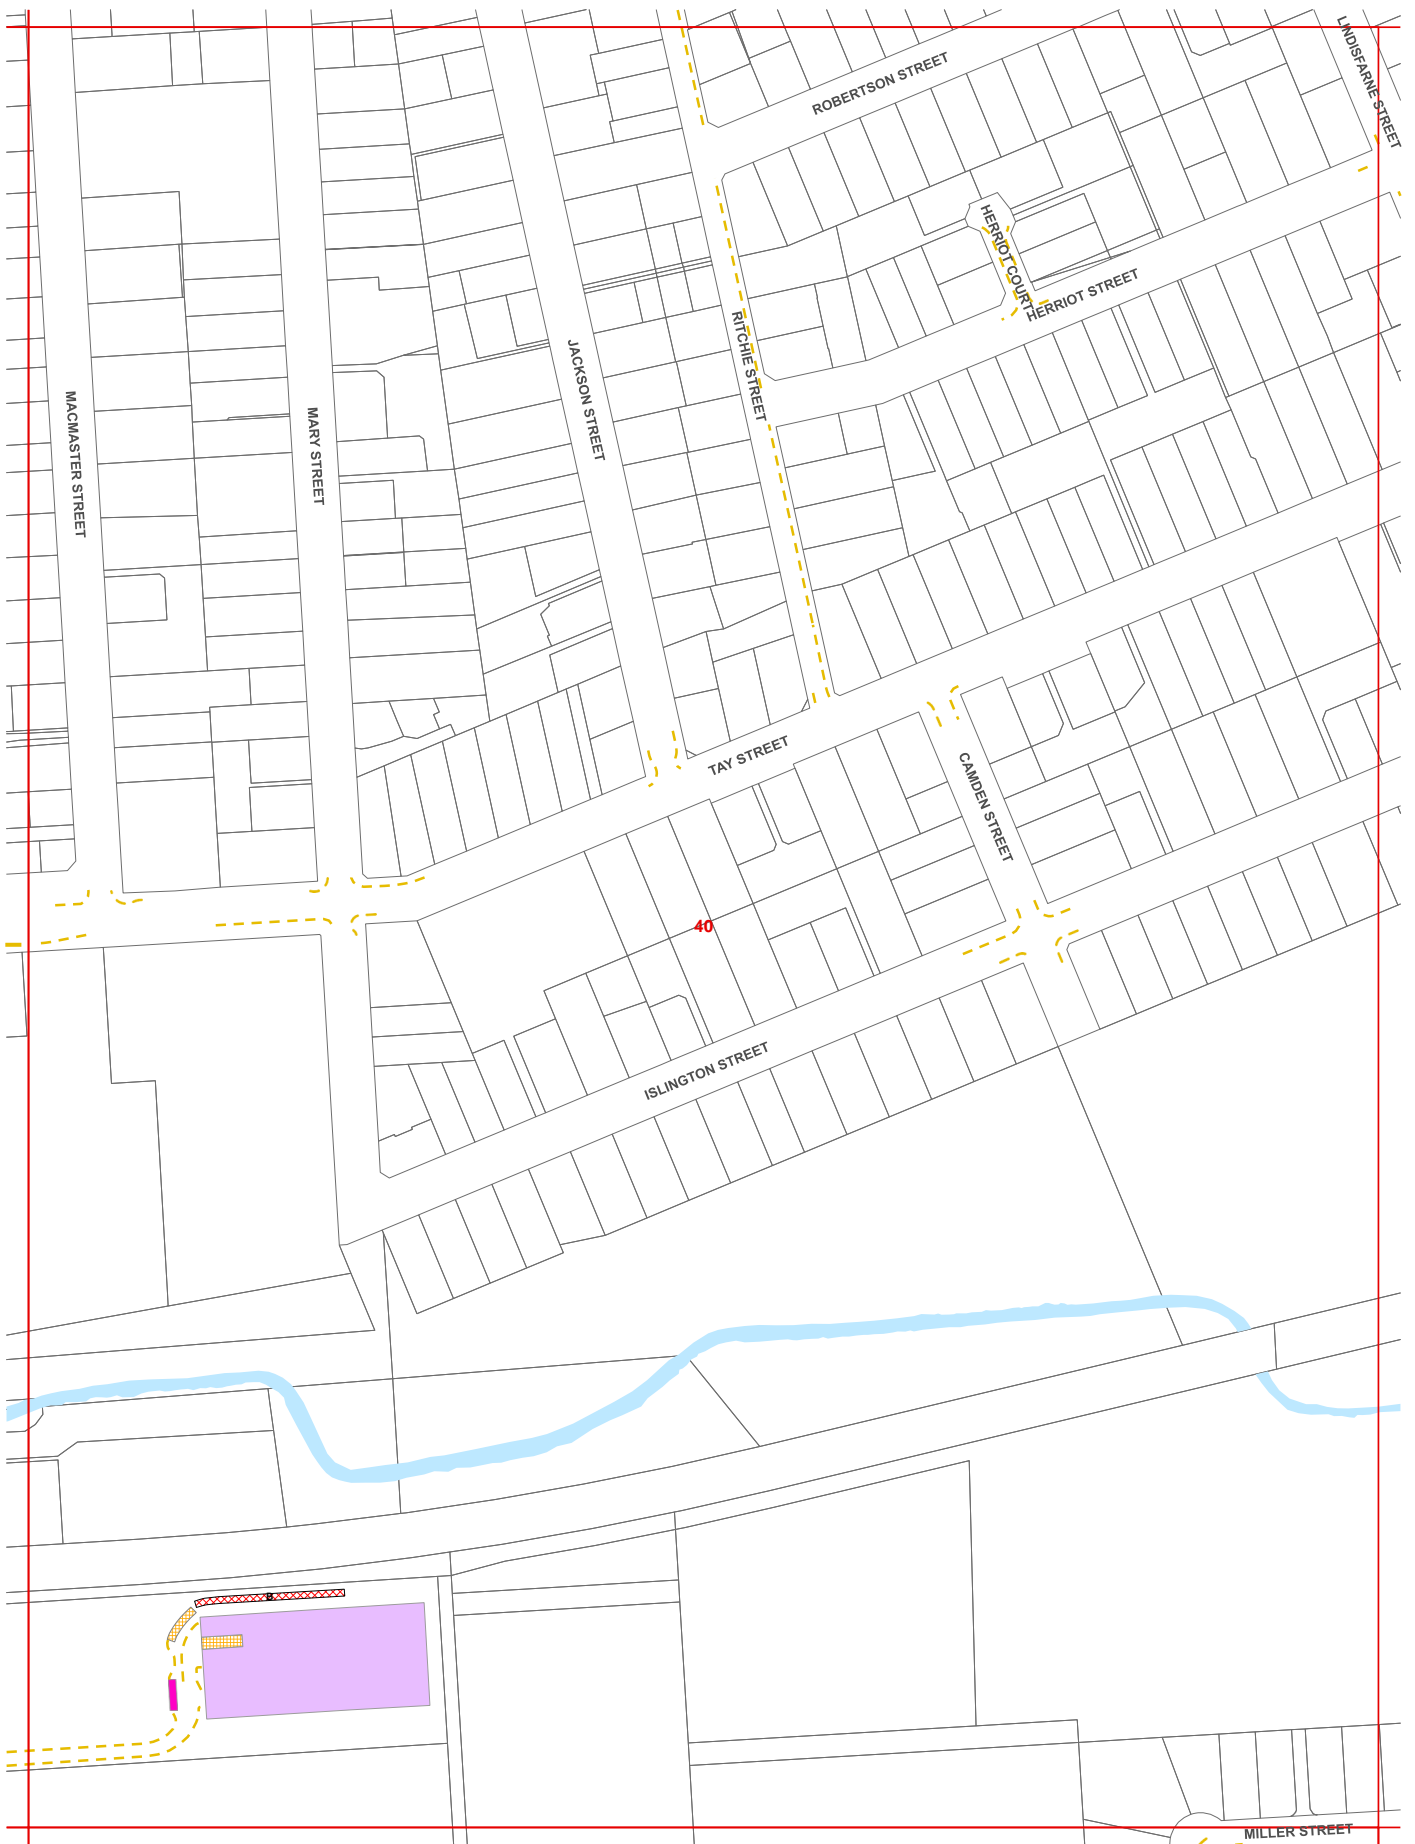 LINDISFARNE STREET
ROBERTSON STREET
HERRIOT COURT
HERRIOT STREET
RITCHIE STREET
JACKSON STREET
MACMASTER STREET
MARY STREET
TAY STREET
CAMDEN STREET
40
ISLINGTON STREET
MILLER STREET